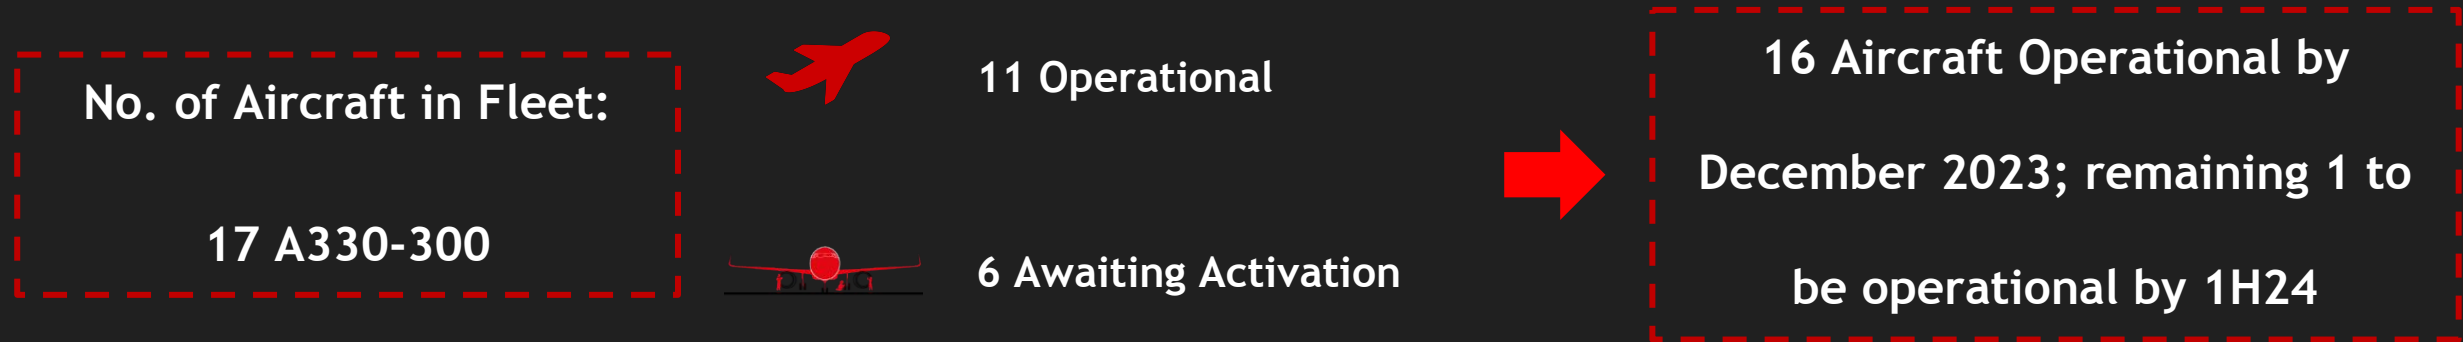 No. of Aircraft in Fleet:
17 A330-300
11 Operational
6 Awaiting Activation
16 Aircraft Operational by
December 2023; remaining 1 to
be operational by 1H24